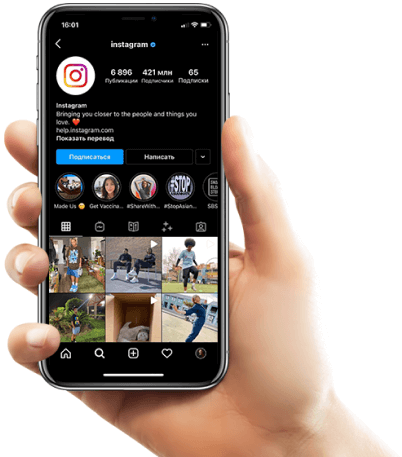 16:01
instagram
6 896 421 млн 65
Публикации Подписчики Подписки
Instagram
Bringing you closer to the people and things you
love. ❤️
help.instagram.com
Показать перевод
Подписаться Написать
Made Us 😊 Get Vaccina... #ShareWith... #StopAsian... SBS
#STOP